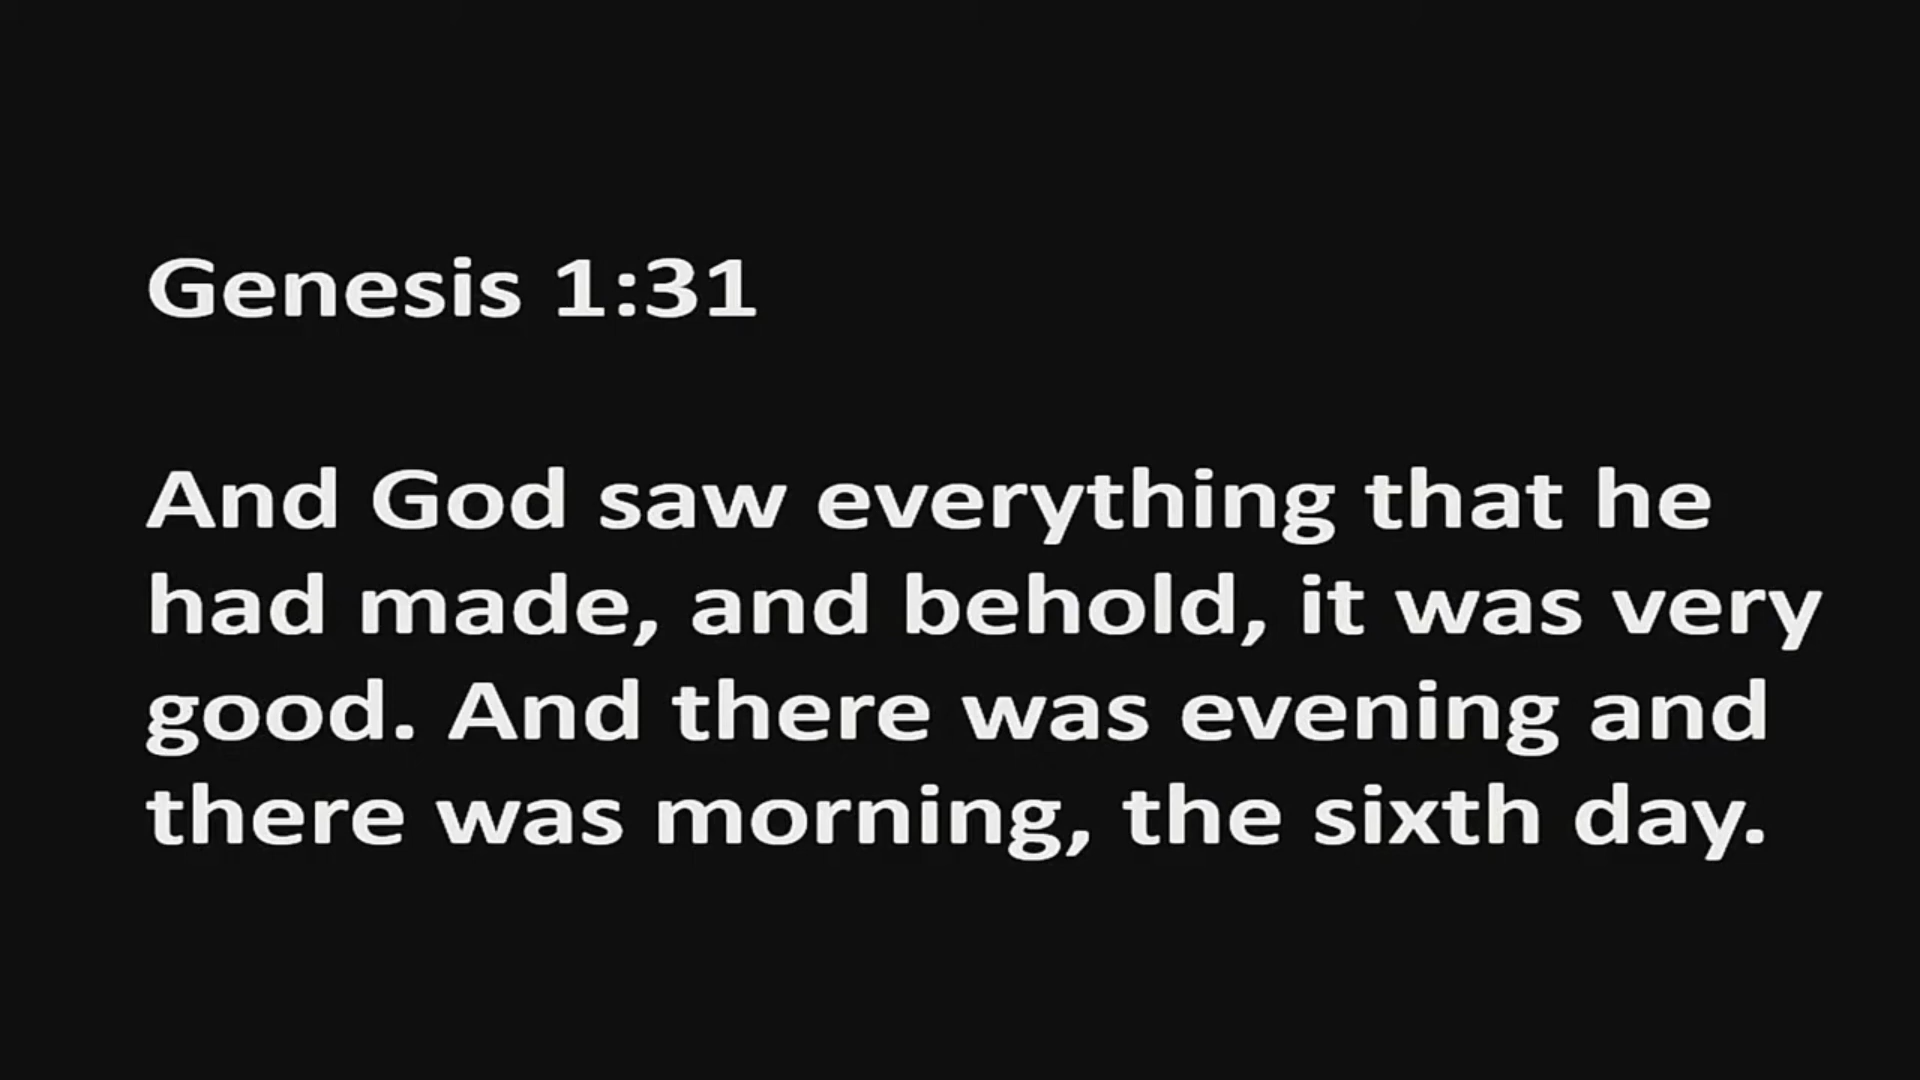 Genesis 1:31
And God saw everything that he
had made, and behold, it was very
good. And there was evening and
there was morning, the sixth day.